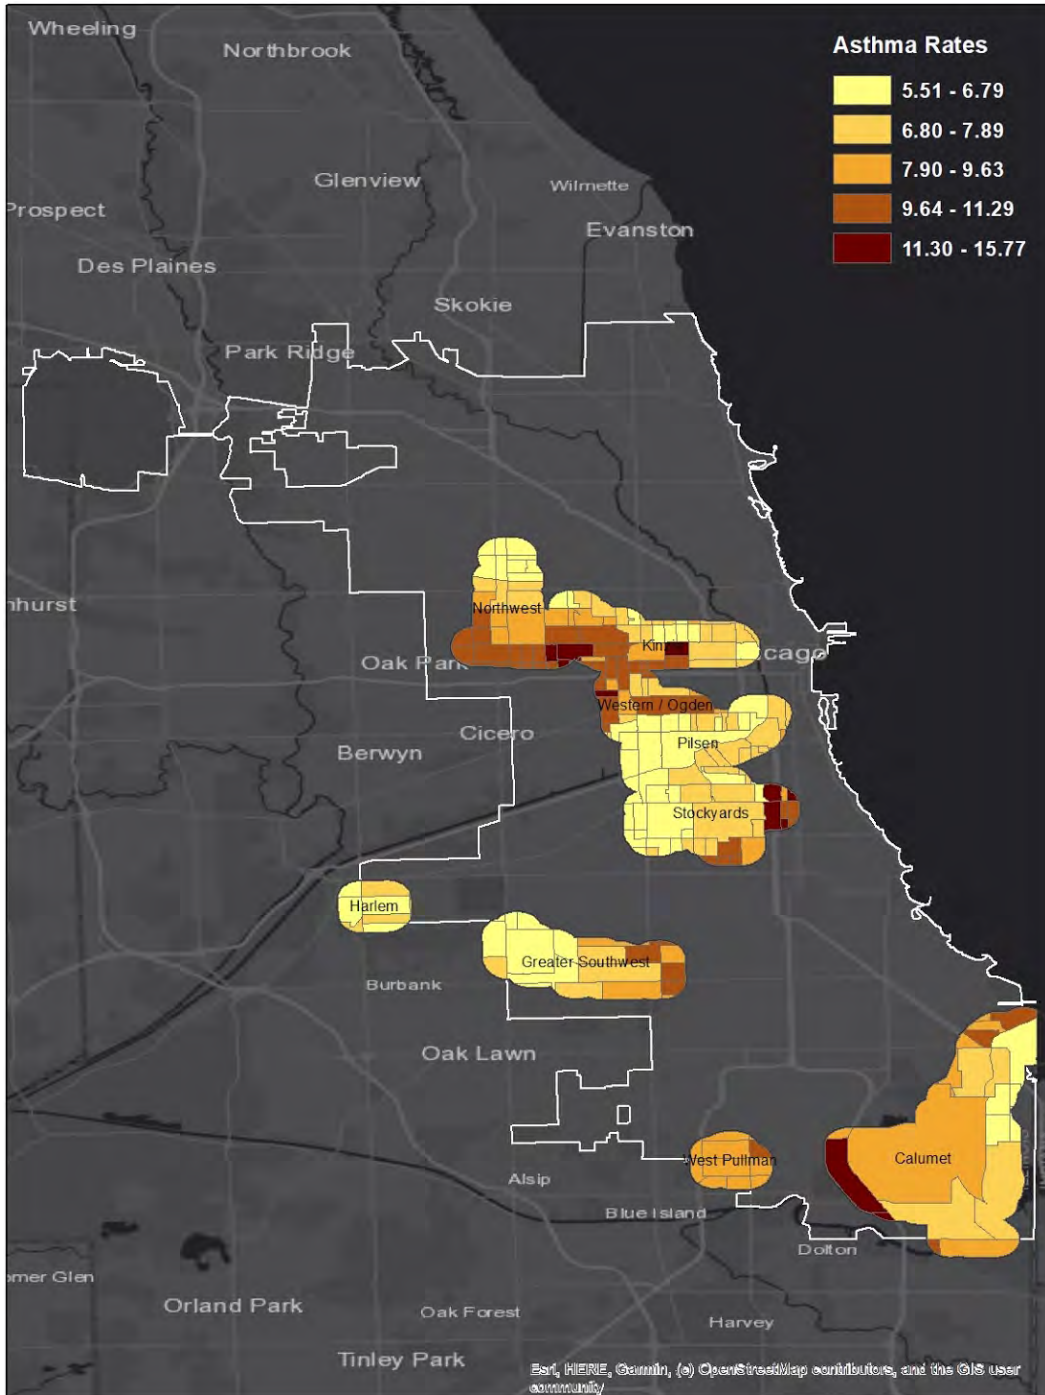 Wheeling
Northbrook
Asthma Rates
5.51 - 6.79
6.80 - 7.89
7.90 - 9.63
9.64 - 11.29
11.30 - 15.77
Glenview
Wilmette
Prospect
Evanston
Des Plaines
Skokie
Park Ridge
nhurst
Northwest
Kin
cago
Oak Park
Western / Ogden
Cicero
Pilsen
Berwyn
Stockyards
Harlem
Greater Southwest
Burbank
Oak Lawn
Calumet
West Pullman
Alsip
Blue Island
Dolton
omer Glen
Orland Park
Oak Forest
Harvey
Tinley Park
Esri, HERE, Garmin, (c) OpenStreetMap contributors, and the GIS user
community